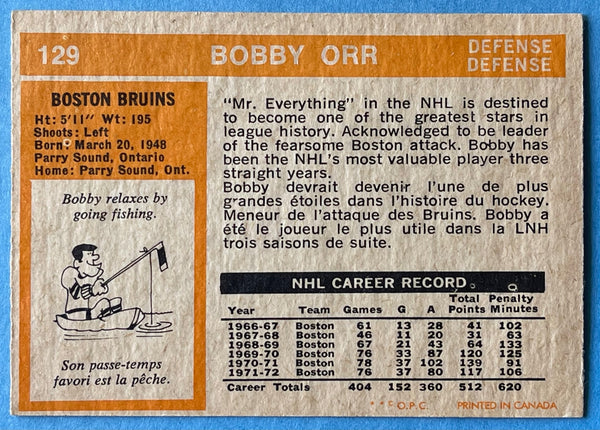 129
BOBBY ORR
DEFENSE
DEFENSE
BOSTON BRUINS
Ht: 5'11" Wt: 195
Shoots: Left
Born: March 20, 1948
Parry Sound, Ontario
Home: Parry Sound, Ont.
Bobby relaxes by
going fishing.
Son passe-temps
favori est la pêche.
"Mr. Everything" in the NHL is destined
to become one of the greatest stars in
league history. Acknowledged to be leader
of the fearsome Boston attack. Bobby has
been the NHL's most valuable player three
straight years.
Bobby devrait devenir l'une de plus
grandes étoiles dans l'histoire du hockey.
Meneur de l'attaque des Bruins. Bobby a
été le joueur le plus utile dans la LNH
trois saisons de suite.
NHL CAREER RECORD
Year Team Games G A Total Points Penalty Minutes
1966-67 Boston 61 13 28 41 102
1967-68 Boston 46 11 20 31 63
1968-69 Boston 67 21 43 64 133
1969-70 Boston 76 33 87 120 125
1970-71 Boston 78 37 102 139 91
1971-72 Boston 76 37 80 117 106
Career Totals 404 152 360 512 620
* * © O.P.C. PRINTED IN CANADA